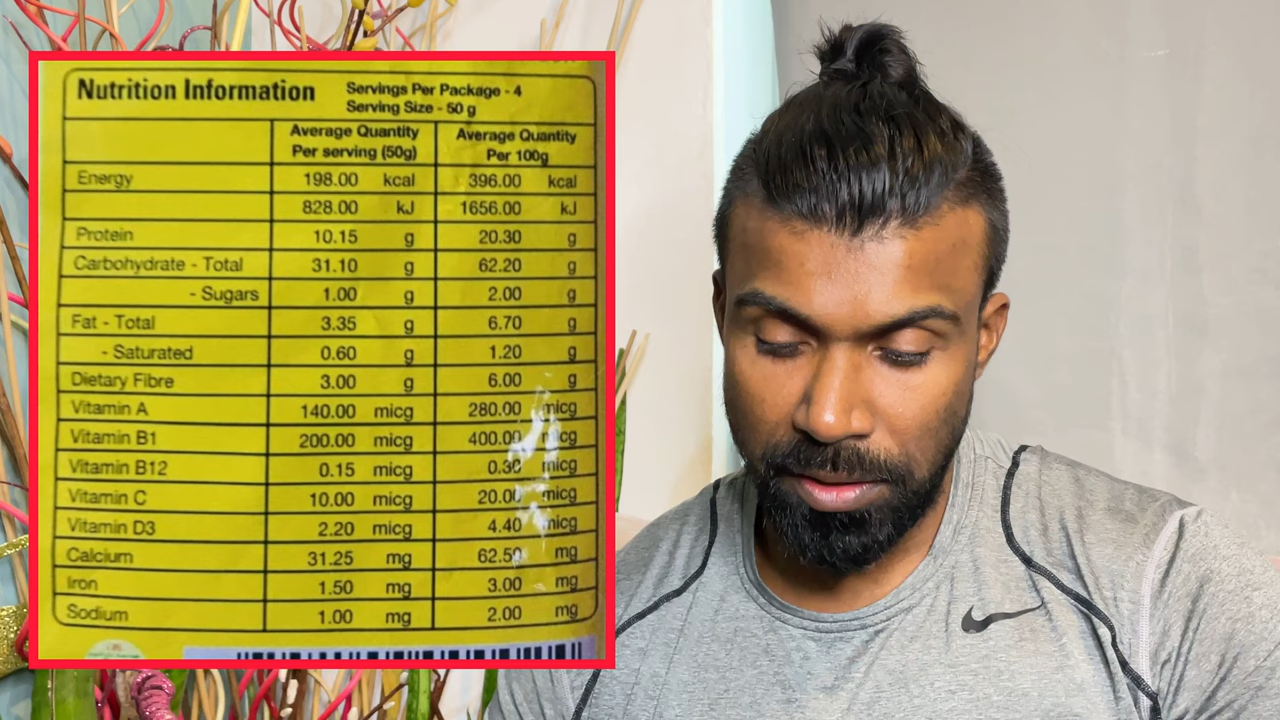 Nutrition Information
Servings Per Package - 4
Serving Size - 50 g
Average Quantity Per serving (50g) Average Quantity Per 100g
Energy 198.00 kcal 396.00 kcal
828.00 kJ 1656.00 kJ
Protein 10.15 g 20.30 g
Carbohydrate - Total 31.10 g 62.20 g
- Sugars 1.00 g 2.00 g
Fat - Total 3.35 g 6.70 g
- Saturated 0.60 g 1.20 g
Dietary Fibre 3.00 g 6.00 g
Vitamin A 140.00 micg 280.00 micg
Vitamin B1 200.00 micg 400.00 micg
Vitamin B12 0.15 micg 0.30 micg
Vitamin C 10.00 micg 20.00 micg
Vitamin D3 2.20 micg 4.40 micg
Calcium 31.25 mg 62.50 mg
Iron 1.50 mg 3.00 mg
Sodium 1.00 mg 2.00 mg